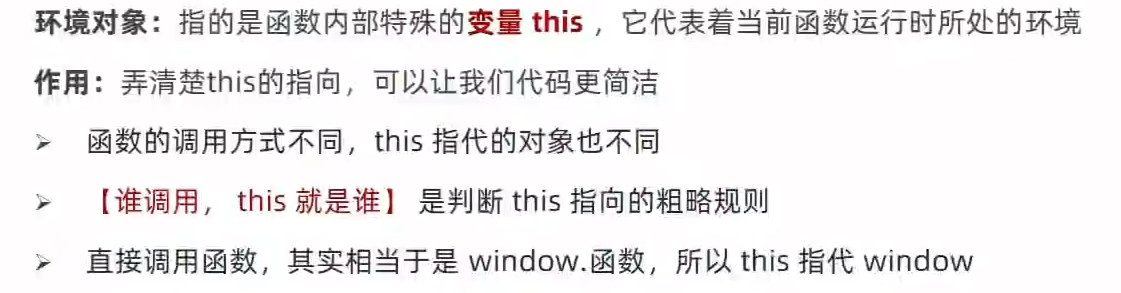 环境对象：指的是函数内部特殊的变量 this ，它代表着当前函数运行时所处的环境
作用：弄清楚this的指向，可以让我们代码更简洁
➢ 函数的调用方式不同，this 指代的对象也不同
➢ 【谁调用， this 就是谁】 是判断 this 指向的粗略规则
➢ 直接调用函数，其实相当于是 window.函数，所以 this 指代 window